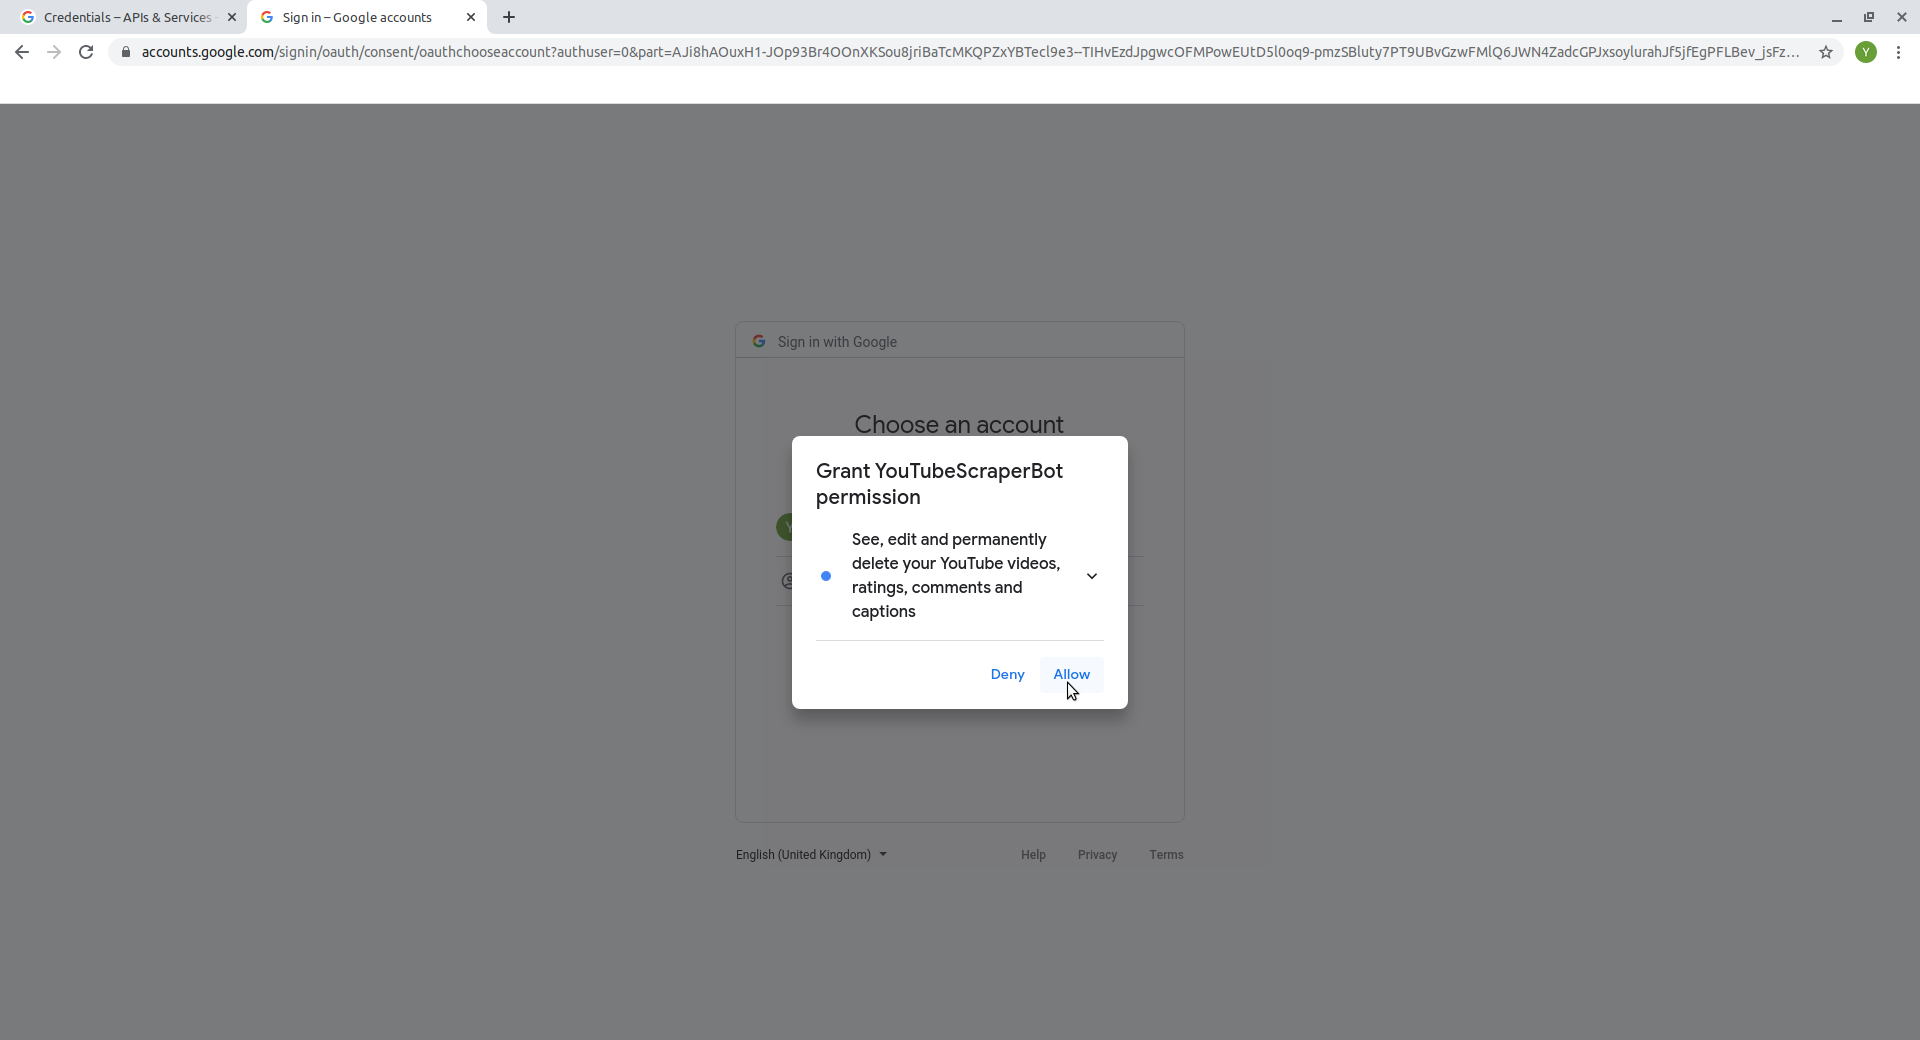 Credentials – APIs & Services
Sign in – Google accounts
accounts.google.com/signin/oauth/consent/oauthchooseaccount?authuser=0&part=AJi8hAOuxH1-JOp93Br4OOnXKSou8jriBaTcMKQPZxYBTecl9e3--TIHvEzdJpgwcOFMPowEUtD5l0oq9-pmzSBluty7PT9UBvGzwFMlQ6JWN4ZadcGPJxsoylurahJf5jfEgPFLBev_jsFz...
Y
Sign in with Google
Choose an account
Grant YouTubeScraperBot
permission
See, edit and permanently
delete your YouTube videos,
ratings, comments and
captions
Deny Allow
English (United Kingdom) Help Privacy Terms